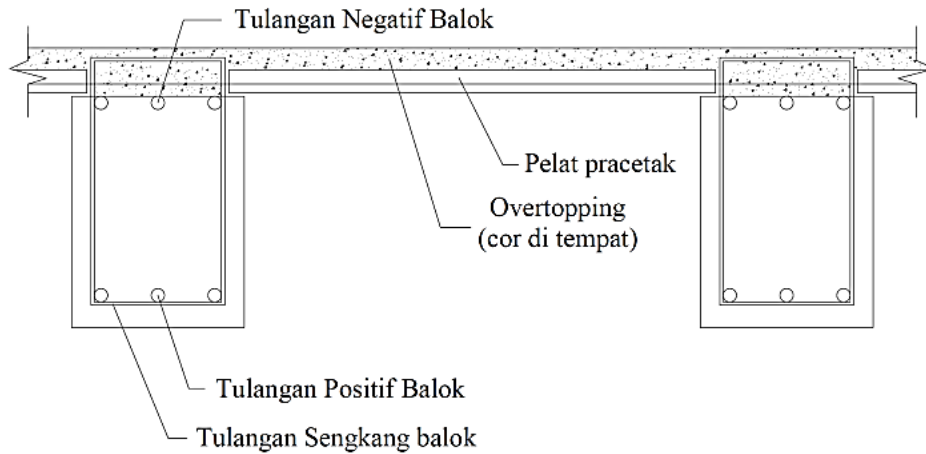 Tulangan Negatif Balok
Pelat pracetak
Overtopping
(cor di tempat)
Tulangan Positif Balok
Tulangan Sengkang balok